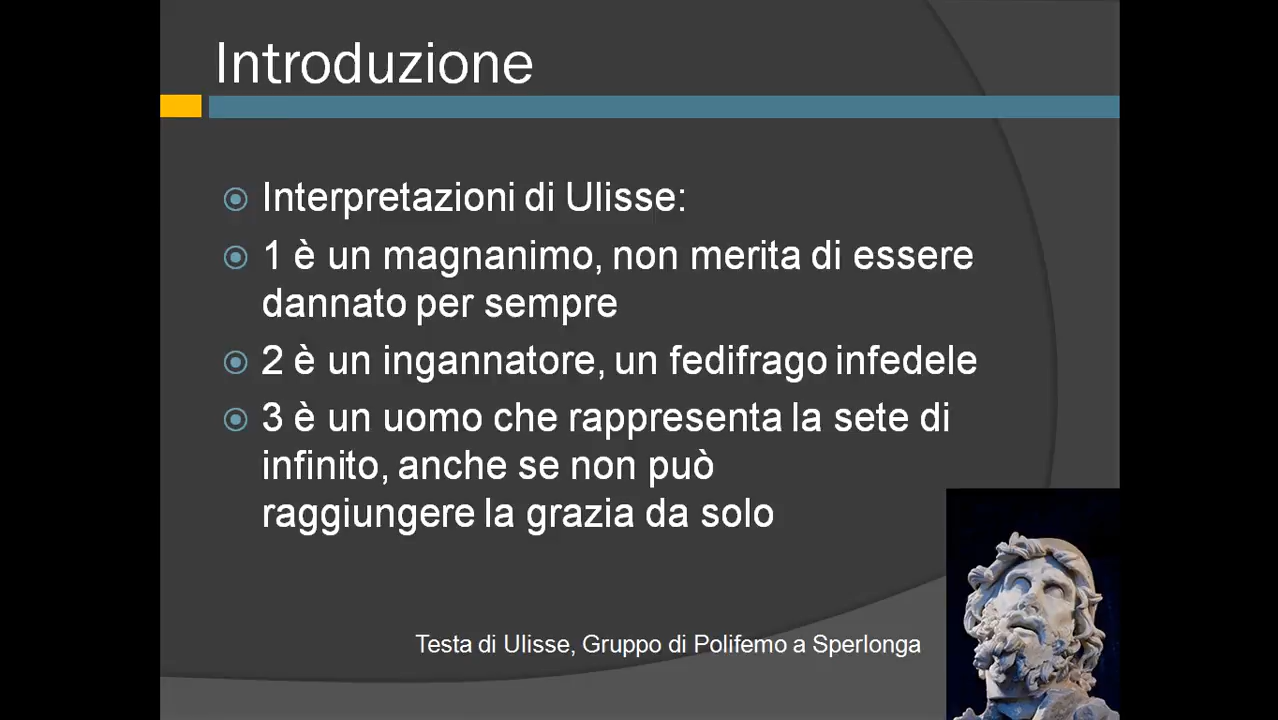 Introduzione
Interpretazioni di Ulisse:
1 è un magnanimo, non merita di essere
dannato per sempre
2 è un ingannatore, un fedifrago infedele
3 è un uomo che rappresenta la sete di
infinito, anche se non può
raggiungere la grazia da solo
Testa di Ulisse, Gruppo di Polifemo a Sperlonga